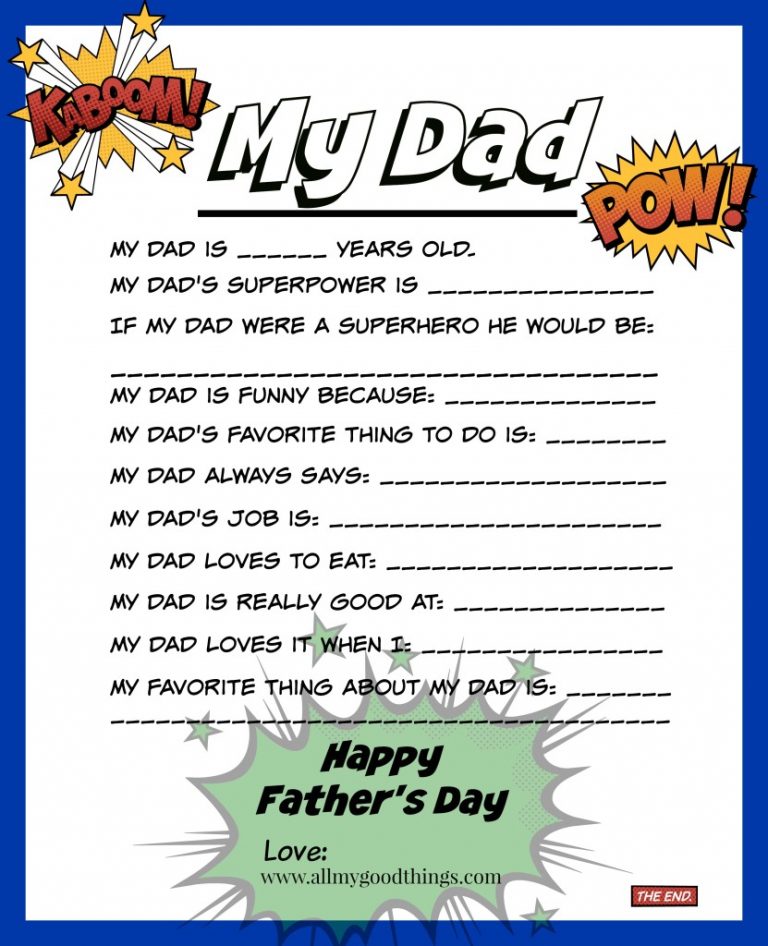 KABOOM!
My Dad
POW!
MY DAD IS ______ YEARS OLD.
MY DAD'S SUPERPOWER IS _______________
IF MY DAD WERE A SUPERHERO HE WOULD BE:
____________________________________
MY DAD IS FUNNY BECAUSE: ______________
MY DAD'S FAVORITE THING TO DO IS: ________
MY DAD ALWAYS SAYS: ___________________
MY DAD'S JOB IS: ______________________
MY DAD LOVES TO EAT: ___________________
MY DAD IS REALLY GOOD AT: ______________
MY DAD LOVES IT WHEN I: ________________
MY FAVORITE THING ABOUT MY DAD IS: _______
_____________________________________
Happy
Father's Day
Love:
www.allmygoodthings.com
THE END.